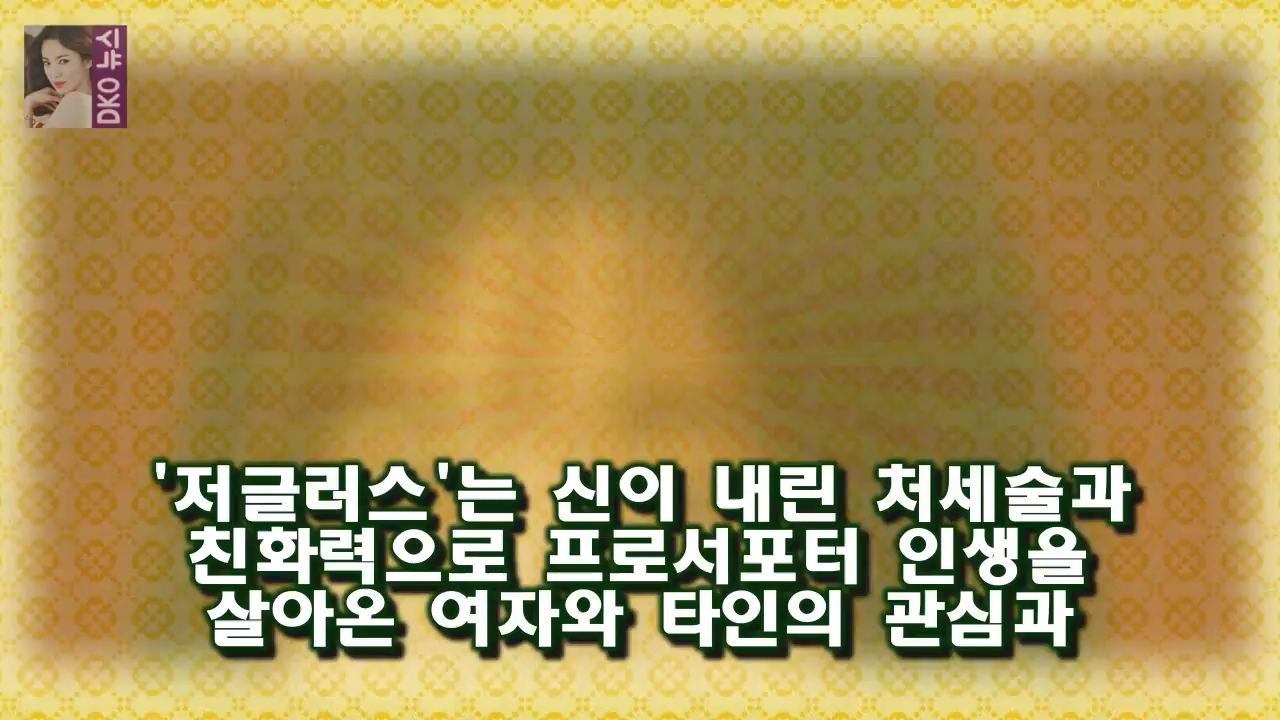 DKO 뉴스
'저글러스'는 신이 내린 처세술과
친화력으로 프로서포터 인생을
살아온 여자와 타인의 관심과